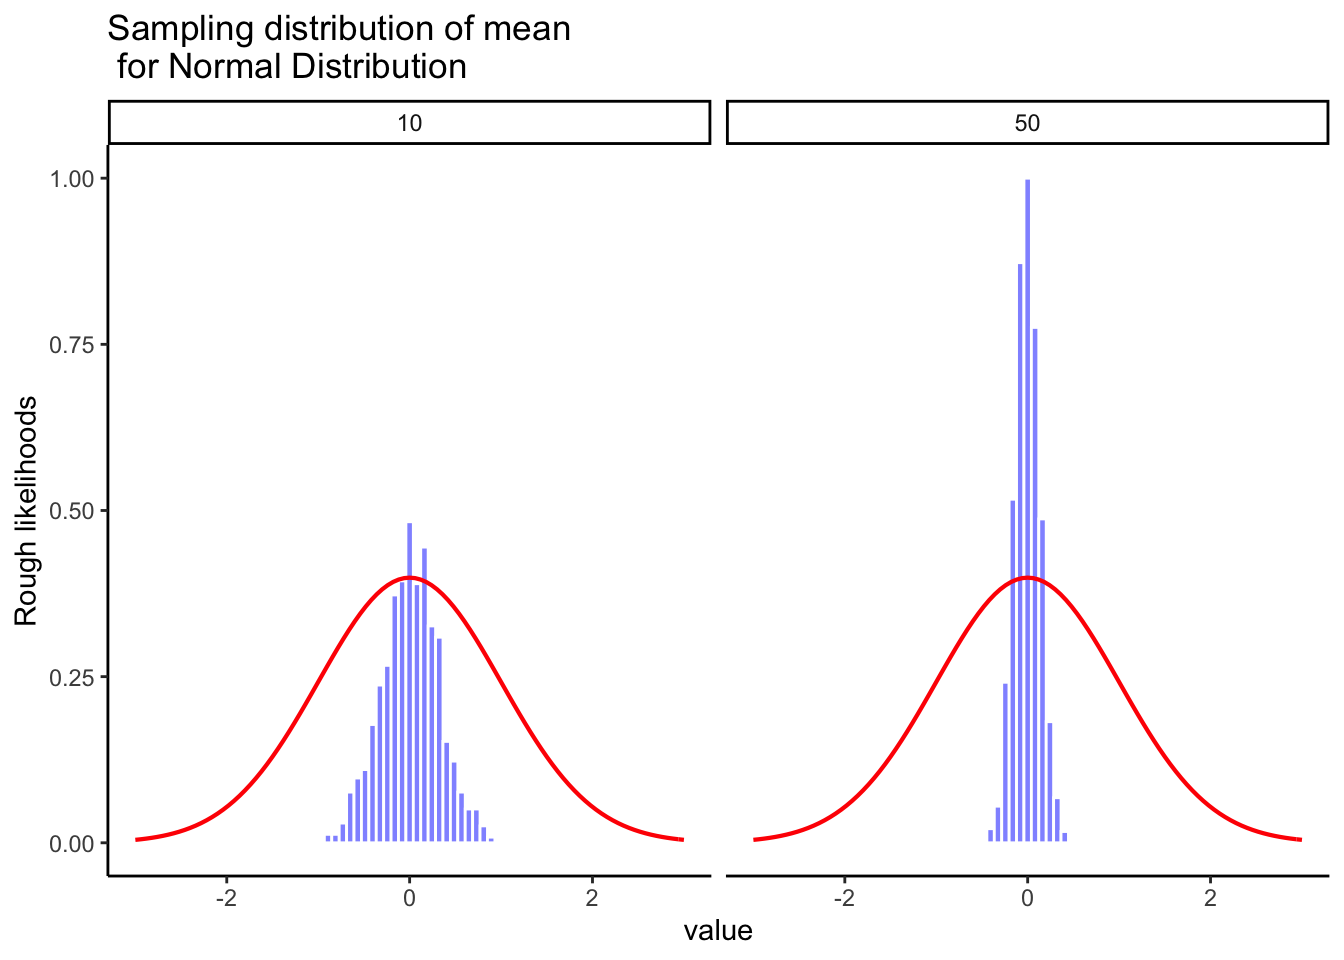 Sampling distribution of mean
for Normal Distribution
10
50
Rough likelihoods
1.00
0.75
0.50
0.25
0.00
-2 0 2
-2 0 2
value